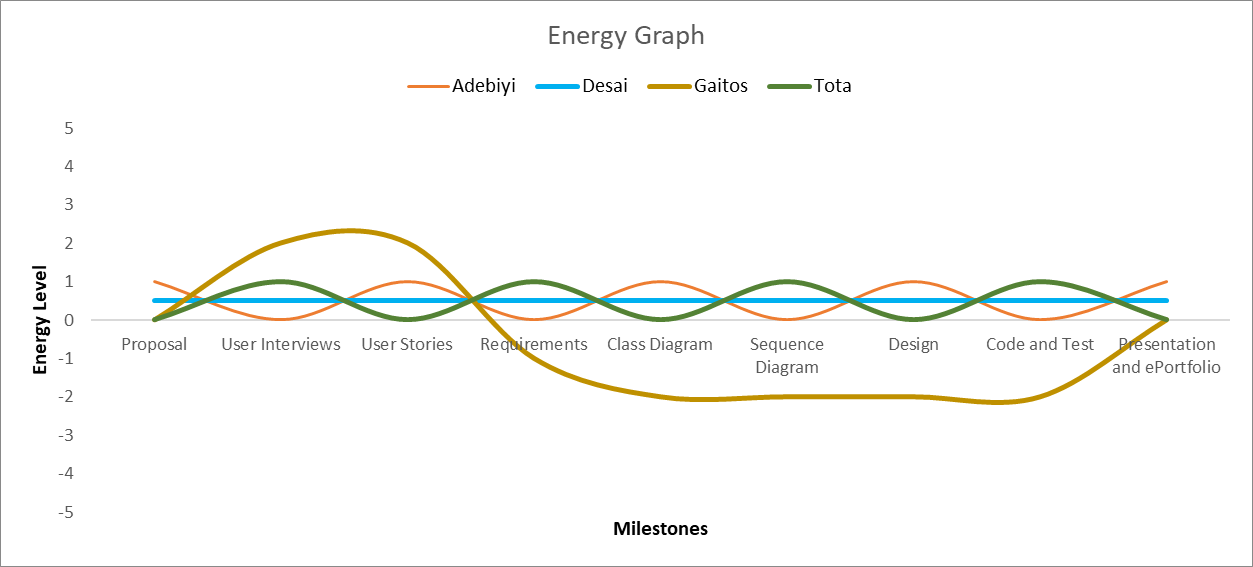 Energy Graph
Adebiyi Desai Gaitos Tota
5
4
3
2
1
0
-1
-2
-3
-4
-5
Energy Level
Proposal User Interviews User Stories Requirements Class Diagram Sequence Design Code and Test Presentation
Diagram and ePortfolio
Milestones